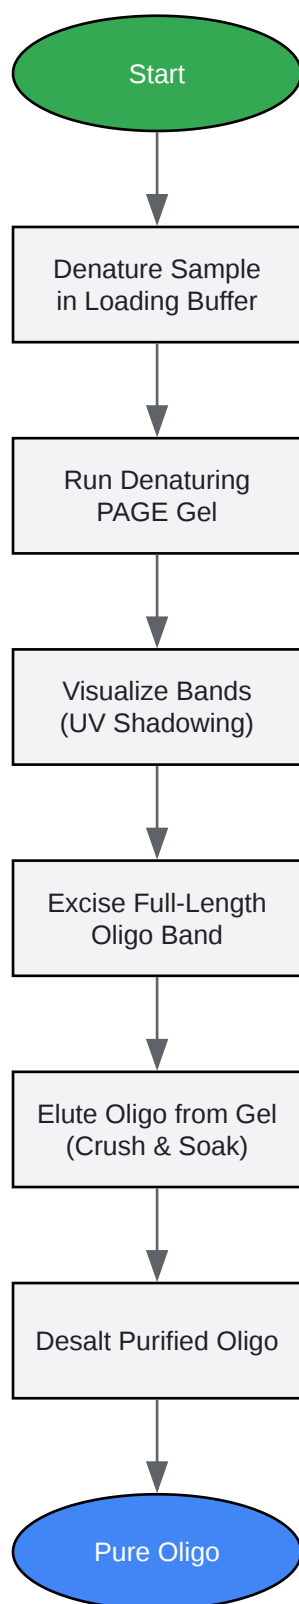 Start
Denature Sample
in Loading Buffer
Run Denaturing
PAGE Gel
Visualize Bands
(UV Shadowing)
Excise Full-Length
Oligo Band
Elute Oligo from Gel
(Crush & Soak)
Desalt Purified Oligo
Pure Oligo